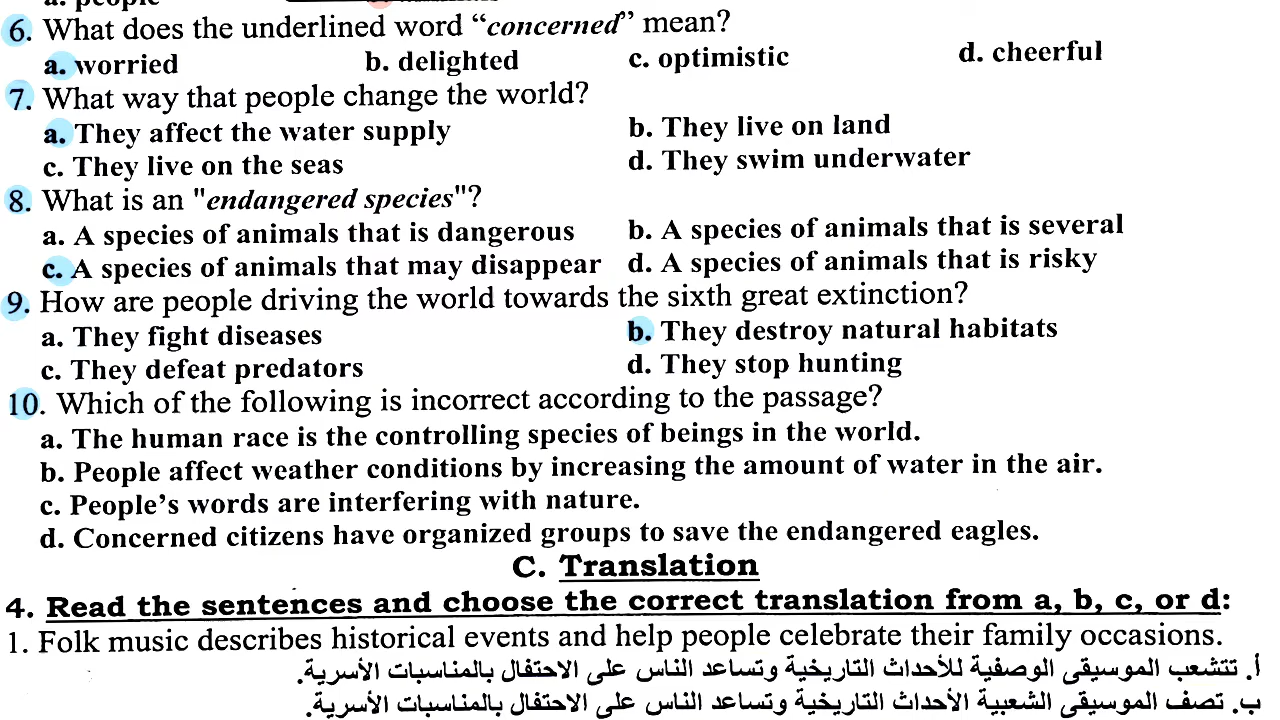 a. people
6. What does the underlined word “concerned” mean?
a. worried b. delighted c. optimistic d. cheerful
7. What way that people change the world?
a. They affect the water supply b. They live on land
c. They live on the seas d. They swim underwater
8. What is an "endangered species"?
a. A species of animals that is dangerous b. A species of animals that is several
c. A species of animals that may disappear d. A species of animals that is risky
9. How are people driving the world towards the sixth great extinction?
a. They fight diseases b. They destroy natural habitats
c. They defeat predators d. They stop hunting
10. Which of the following is incorrect according to the passage?
a. The human race is the controlling species of beings in the world.
b. People affect weather conditions by increasing the amount of water in the air.
c. People’s words are interfering with nature.
d. Concerned citizens have organized groups to save the endangered eagles.
C. Translation
4. Read the sentences and choose the correct translation from a, b, c, or d:
1. Folk music describes historical events and help people celebrate their family occasions.
أ. تتشعب الموسيقى الوصفية للأحداث التاريخية وتساعد الناس على الاحتفال بالمناسبات الأسرية.
ب. تصف الموسيقى الشعبية الأحداث التاريخية وتساعد الناس على الاحتفال بالمناسبات الأسرية.